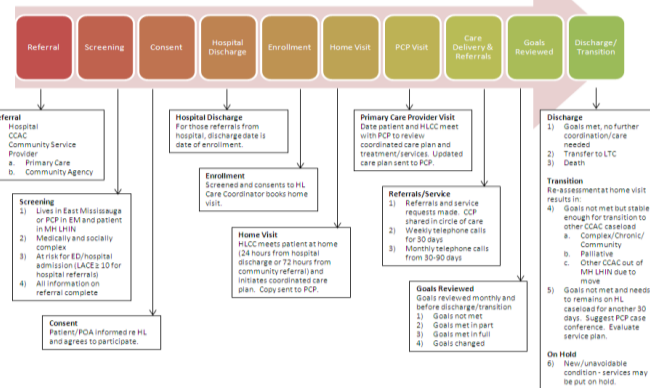 Referral
Screening
Consent
Hospital
Discharge
Enrollment
Home Visit
PCP Visit
Care
Delivery &
Referrals
Goals
Reviewed
Discharge/
Transition
eferral
Hospital
CCAC
Community Service
Provider
a. Primary Care
b. Community Agency
Screening
1) Lives in East Mississauga
or PCP in EM and patient
in MH LHIN
2) Medically and socially
complex
3) At risk for ED/hospital
admission (LACE ≥ 10 for
hospital referrals)
4) All information on
referral complete
Consent
Patient/POA informed re HL
and agrees to participate.
Hospital Discharge
For those referrals from
hospital, discharge date is
date of enrollment.
Enrollment
Screened and consents to HL
Care Coordinator books home
visit.
Home Visit
HLCC meets patient at home
(24 hours from hospital
discharge or 72 hours from
community referral) and
initiates coordinated care
plan. Copy sent to PCP.
Primary Care Provider Visit
Date patient and HLCC meet
with PCP to review
coordinated care plan and
treatment/services. Updated
care plan sent to PCP.
Referrals/Service
1) Referrals and service
requests made. CCP
shared in circle of care
2) Weekly telephone calls
for 30 days
3) Monthly telephone calls
from 30-90 days
Goals Reviewed
Goals reviewed monthly and
before discharge/transition
1) Goals not met
2) Goals met in part
3) Goals met in full
4) Goals changed
Discharge
1) Goals met, no further
coordination/care
needed
2) Transfer to LTC
3) Death
Transition
Re-assessment at home visit
results in:
4) Goals not met but stable
enough for transition to
other CCAC caseload
a. Complex/Chronic/
Community
b. Palliative
c. Other CCAC out of
MH LHIN due to
move
5) Goals not met and needs
to remains on HL
caseload for another 30
days. Suggest PCP case
conference. Evaluate
service plan.
On Hold
6) New/unavoidable
condition - services may
be put on hold.